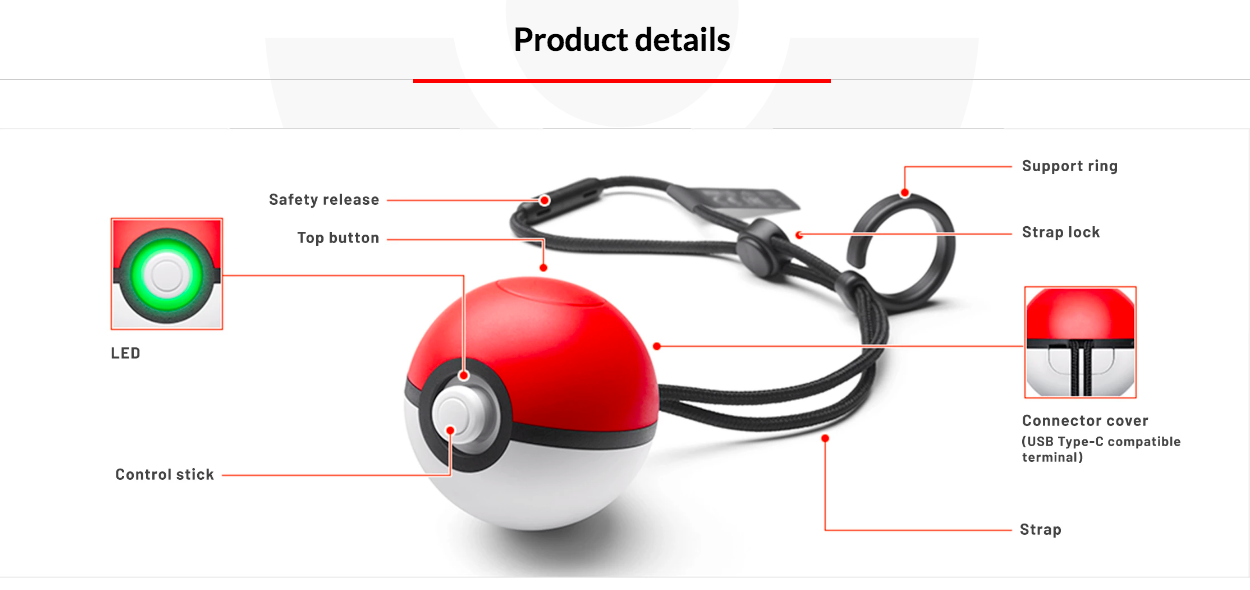 Product details
Support ring
Safety release
Strap lock
Top button
LED
Connector cover
(USB Type-C compatible
terminal)
Control stick
Strap